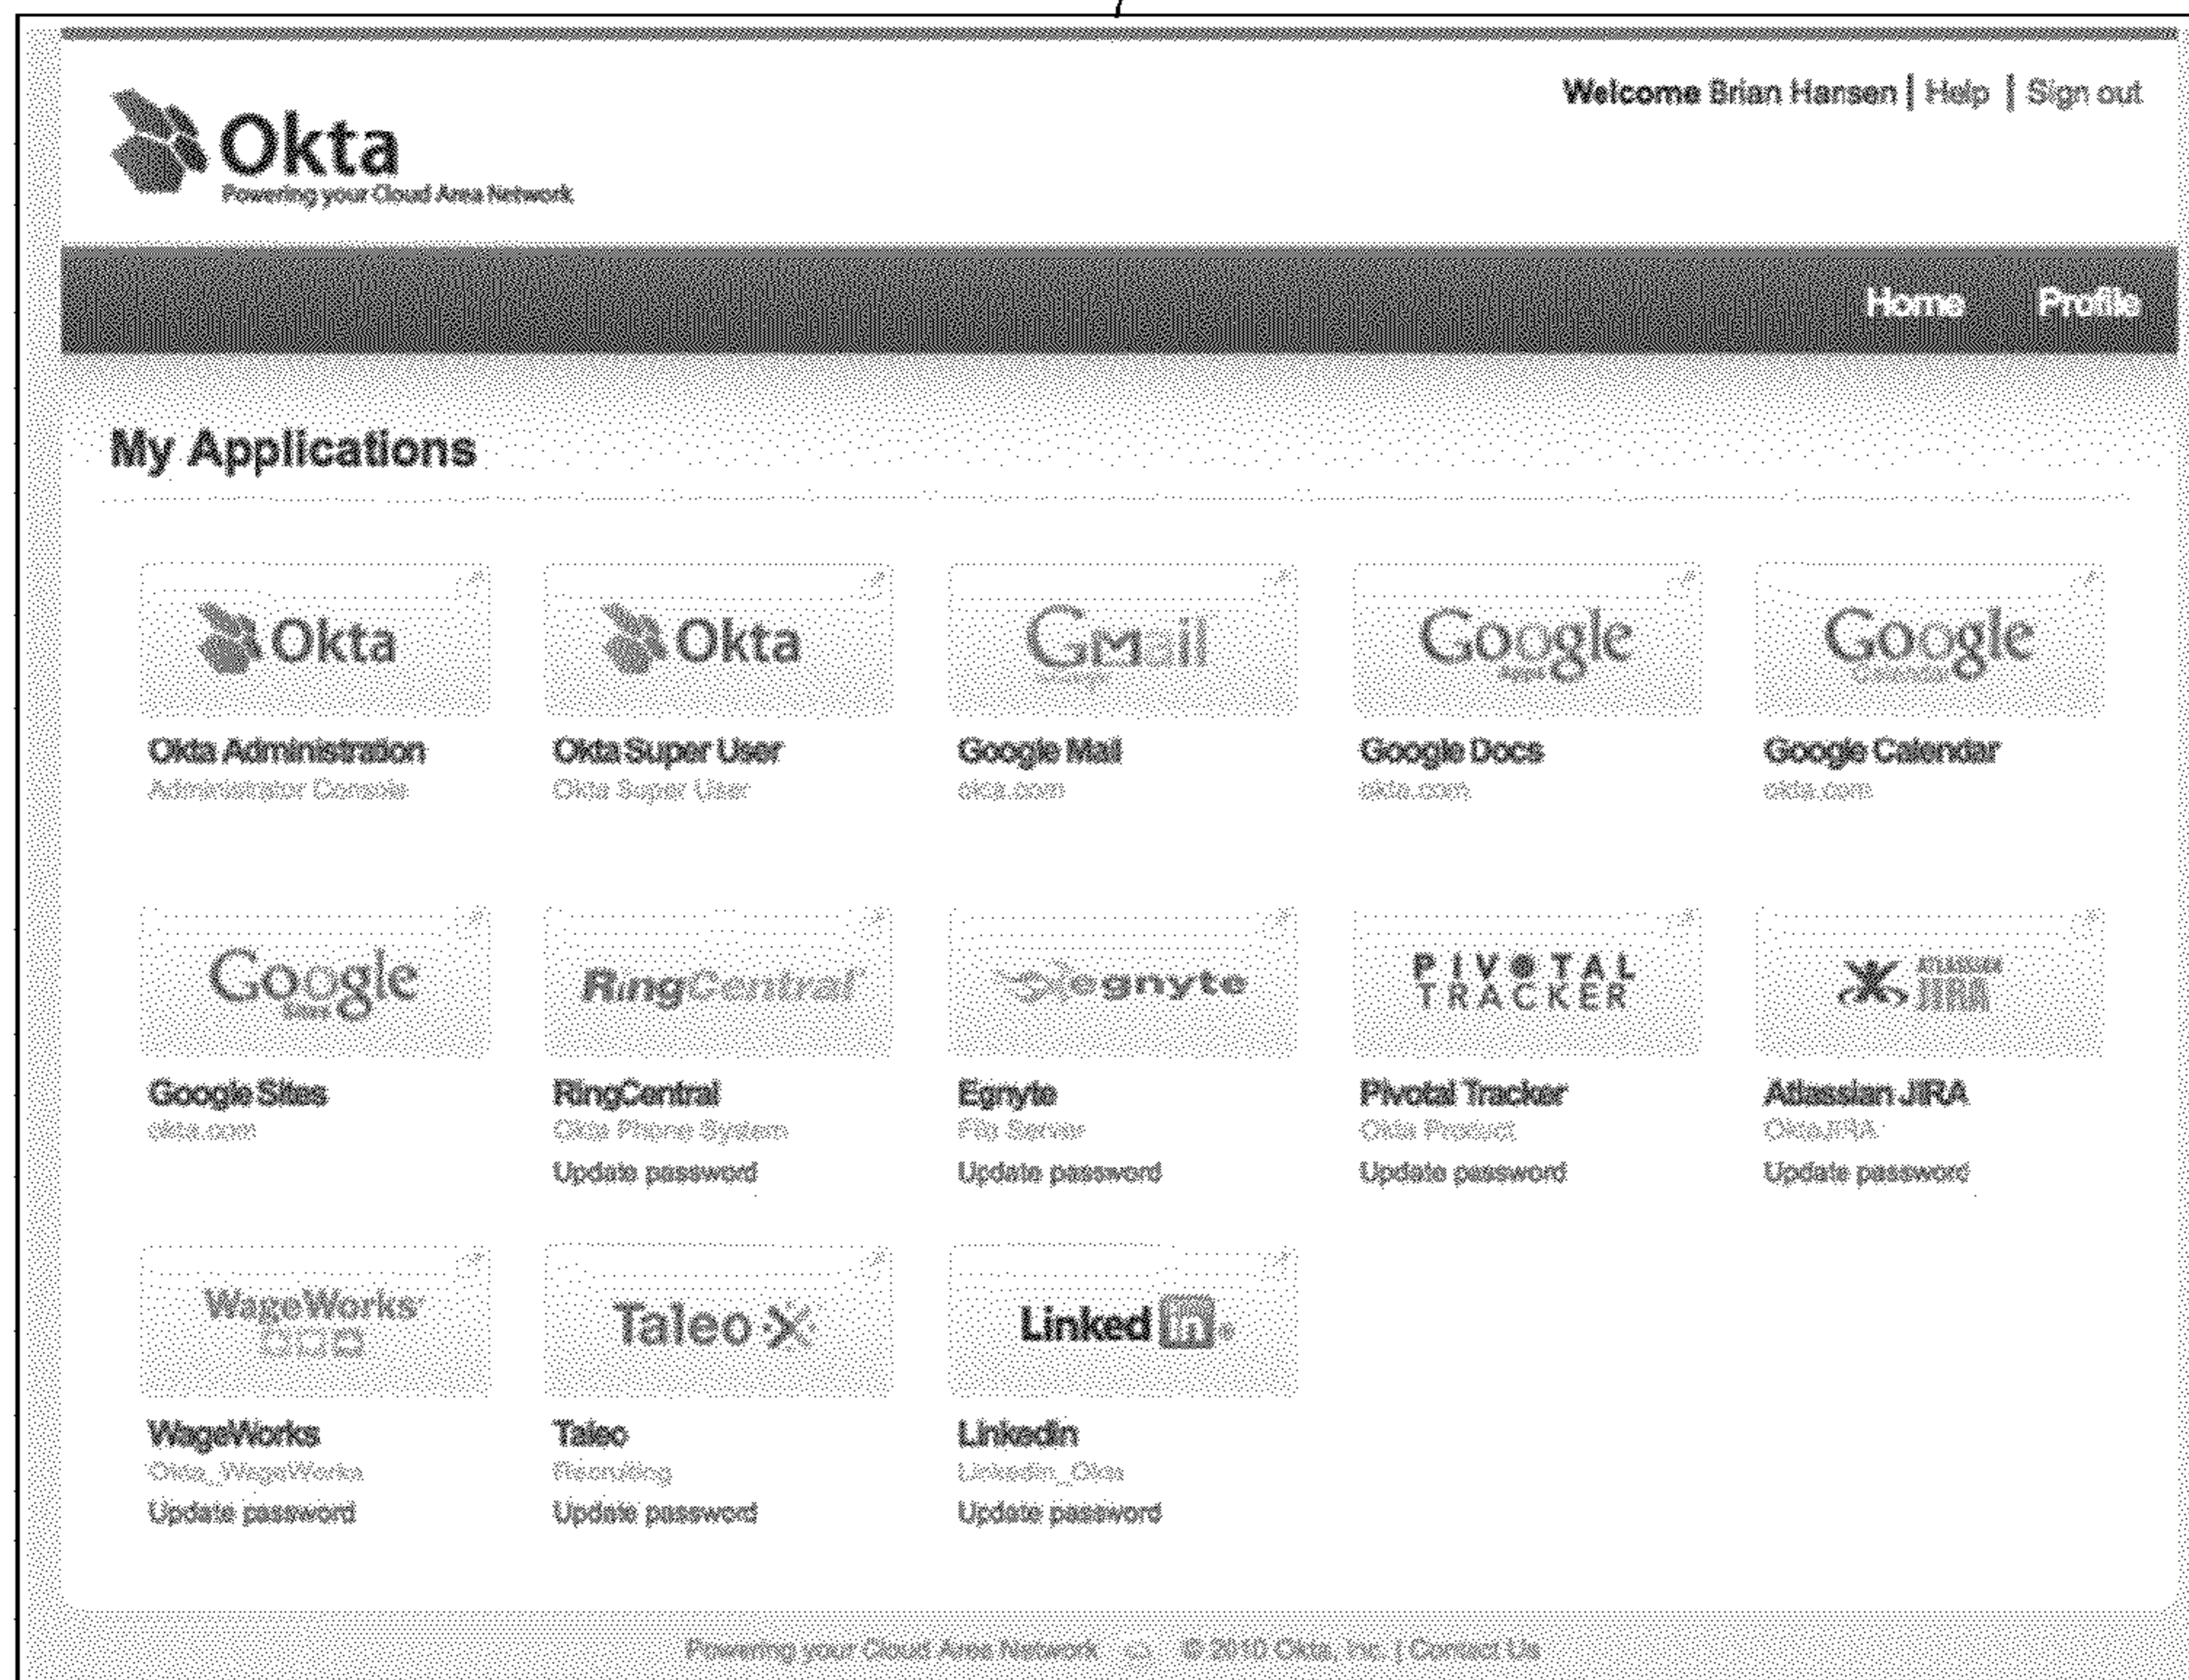 Welcome Brian Hansen | Help | Sign out
Okta
Powering your Cloud Area Network
Home Profile
My Applications
Okta Okta GMail Google Google
Apps Calendar
Okta Administration Okta Super User Google Mail Google Docs Google Calendar
Administrator Console Okta Super User okta.com okta.com okta.com
Google RingCentral egnyte PIVOTAL TRACKER JIRA
Sites
Google Sites RingCentral Egnyte Pivotal Tracker Atlassian JIRA
okta.com Okta Phone System File Server Okta Product OktaJIRA
Update password Update password Update password Update password
WageWorks Taleo Linked in
WageWorks Taleo LinkedIn
Okta_WageWorks Recruiting LinkedIn_Okta
Update password Update password Update password
Powering your Cloud Area Network © 2010 Okta, Inc. | Contact Us